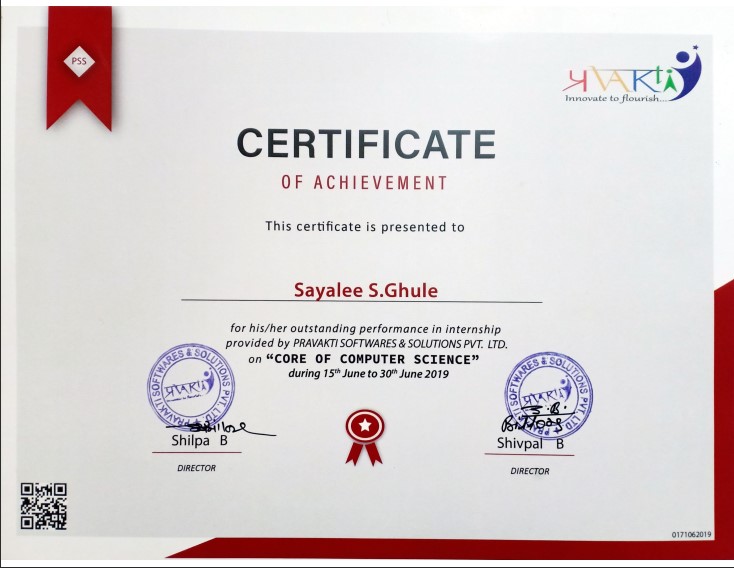 PSS
PRAVAKTI
Innovate to flourish...
CERTIFICATE
OF ACHIEVEMENT
This certificate is presented to
Sayalee S.Ghule
for his/her outstanding performance in internship
provided by PRAVAKTI SOFTWARES & SOLUTIONS PVT. LTD.
on “CORE OF COMPUTER SCIENCE”
during 15th June to 30th June 2019
PRAVAKTI SOFTWARES & SOLUTIONS PVT. LTD.
Shilpa B
DIRECTOR
PRAVAKTI SOFTWARES & SOLUTIONS PVT. LTD.
S.B.
Shivpal B
DIRECTOR
0171062019